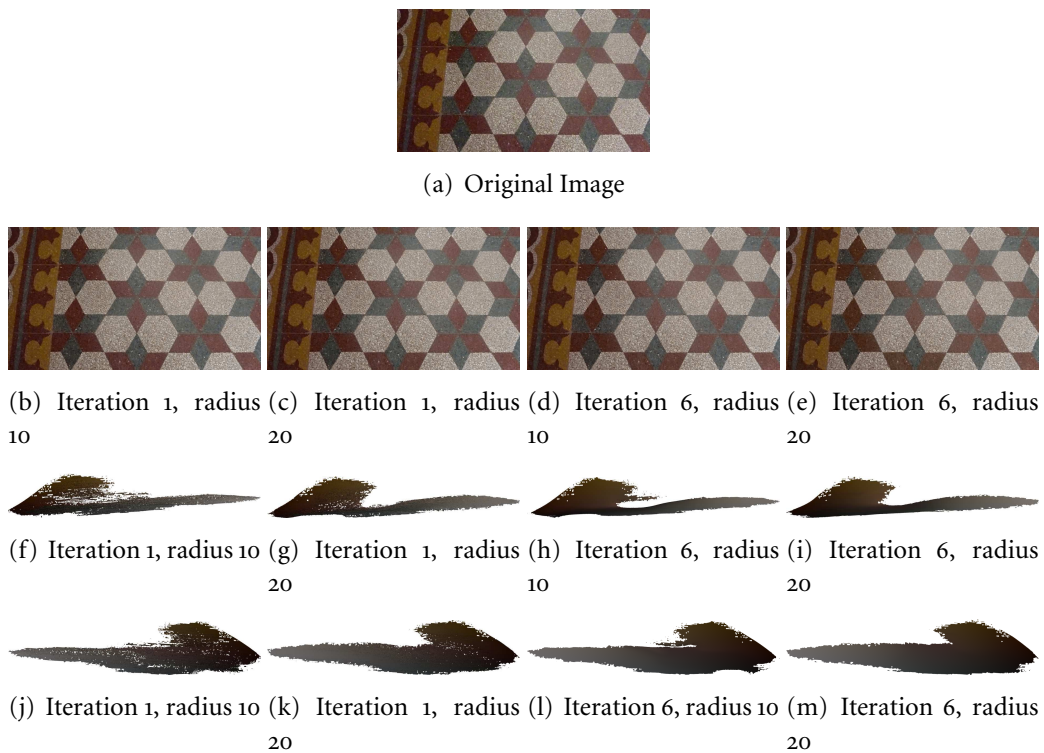 (a) Original Image
(b) Iteration 1, radius 10
(c) Iteration 1, radius 20
(d) Iteration 6, radius 10
(e) Iteration 6, radius 20
(f) Iteration 1, radius 10
(g) Iteration 1, radius 20
(h) Iteration 6, radius 10
(i) Iteration 6, radius 20
(j) Iteration 1, radius 10
(k) Iteration 1, radius 20
(l) Iteration 6, radius 10
(m) Iteration 6, radius 20